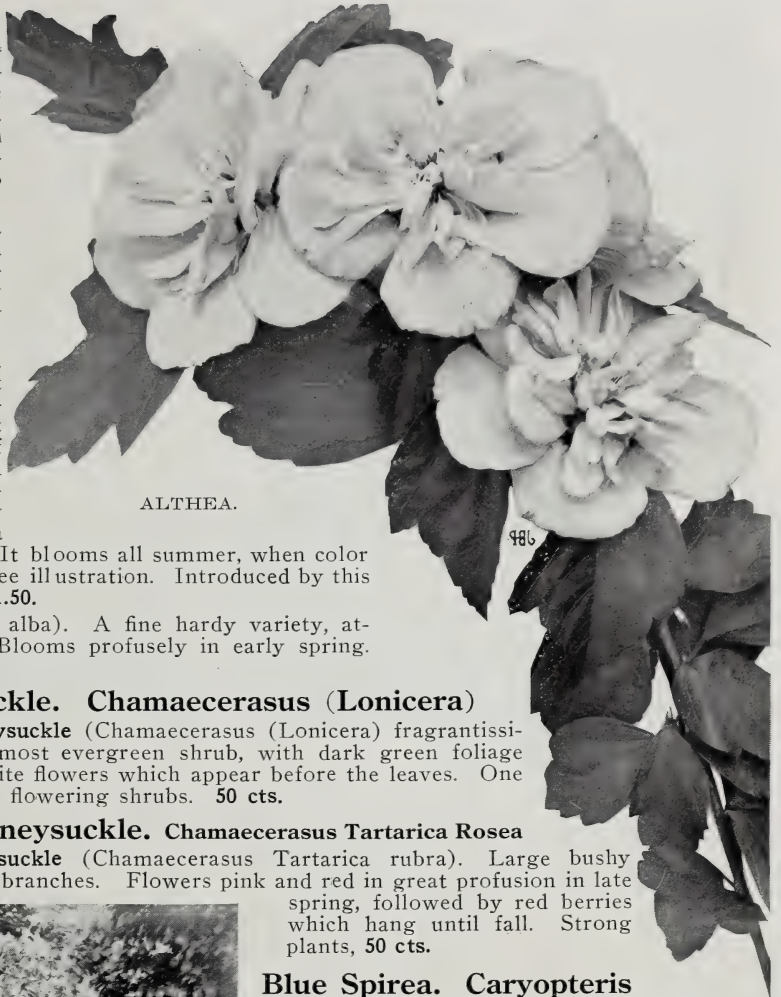 ALTHEA.
It blooms all summer, when color
ee illustration. Introduced by this
.50.
alba). A fine hardy variety, at-
Blooms profusely in early spring.
ckle. Chamaecerasus (Lonicera)
ysuckle (Chamaecerasus (Lonicera) fragrantissi-
most evergreen shrub, with dark green foliage
ite flowers which appear before the leaves. One
flowering shrubs. 50 cts.
neysuckle. Chamaecerasus Tartarica Rosea
suckle (Chamaecerasus Tartarica rubra). Large bushy
branches. Flowers pink and red in great profusion in late
spring, followed by red berries
which hang until fall. Strong
plants, 50 cts.
Blue Spirea. Caryopteris